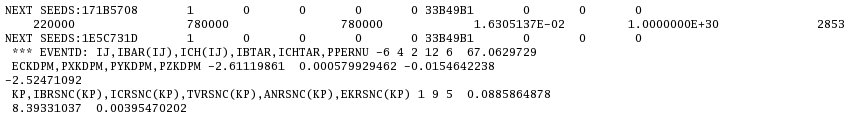 NEXT SEEDS:171B5708 1 0 0 0 0 33B49B1 0 0 0
220000 780000 780000 1.6305137E-02 1.0000000E+30 2853
NEXT SEEDS:1E5C731D 1 0 0 0 0 33B49B1 0 0 0
*** EVENTD: IJ,IBAR(IJ),ICH(IJ),IBTAR,ICHTAR,PPERNU -6 4 2 12 6 67.0629729
ECKDPM,PXKDPM,PYKDPM,PZKDPM -2.61119861 0.000579929462 -0.0154642238
-2.52471092
KP,IBRSNC(KP),ICRSNC(KP),TVRSNC(KP),ANRSNC(KP),EKRSNC(KP) 1 9 5 0.0885864878
8.39331037 0.00395470202